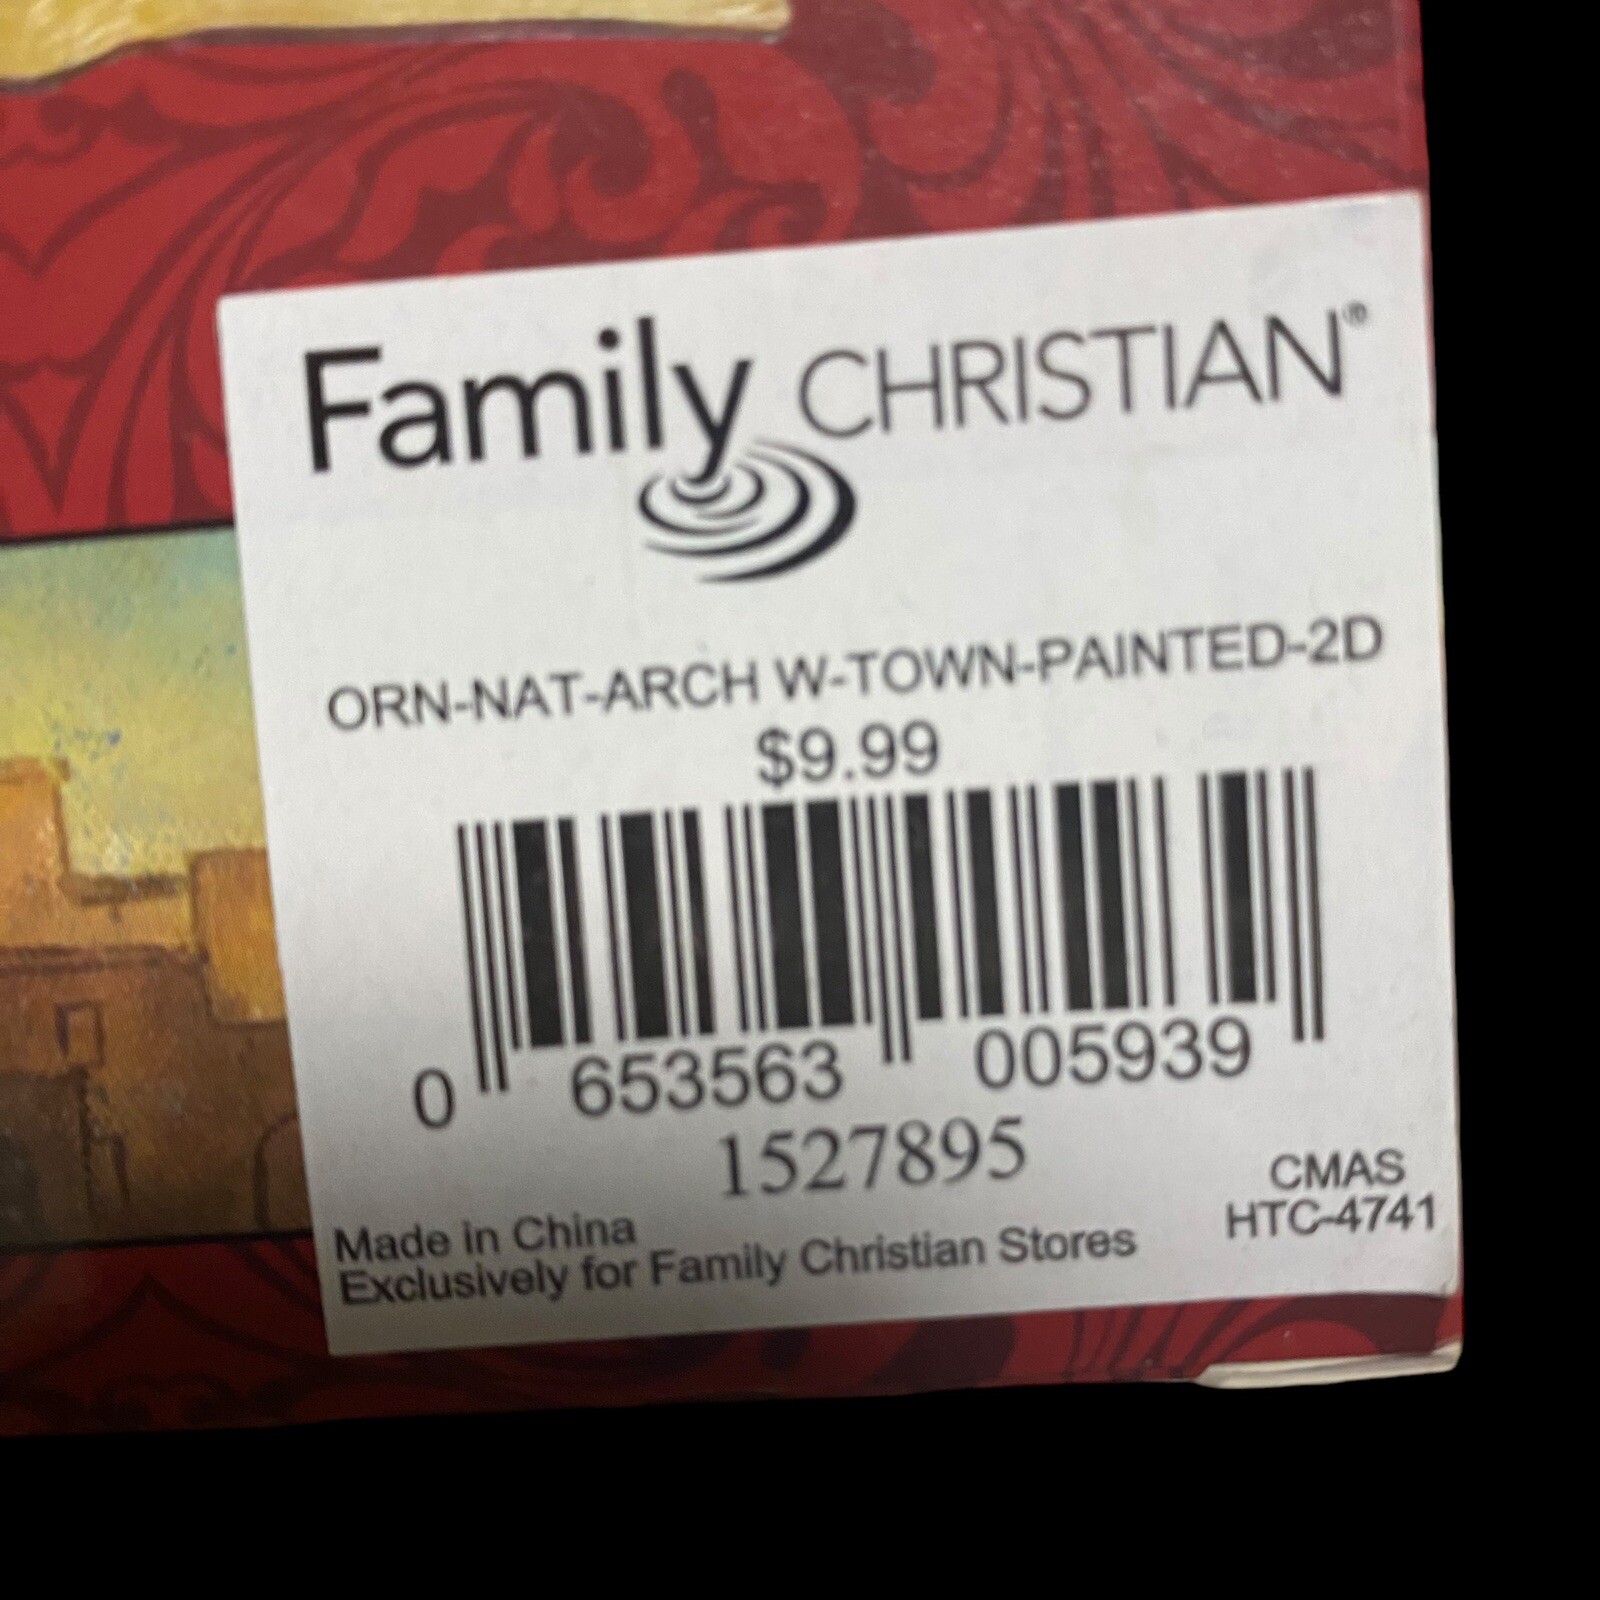 Family CHRISTIAN®
ORN-NAT-ARCH W-TOWN-PAINTED-2D
$9.99
0 653563 005939
1527895
CMAS
HTC-4741
Made in China
Exclusively for Family Christian Stores